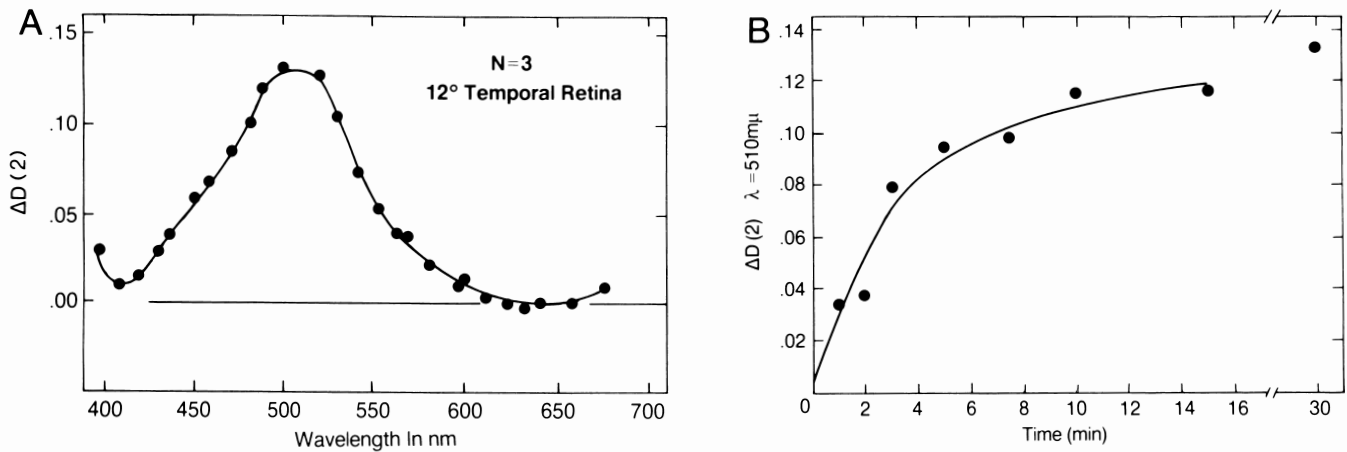 A
.15
.10
.05
.00
ΔD (2)
N=3
12° Temporal Retina
400 450 500 550 600 650 700
Wavelength In nm
B
.14
.12
.10
.08
.06
.04
.02
ΔD (2) λ = 510mμ
0 2 4 6 8 10 12 14 16 30
Time (min)